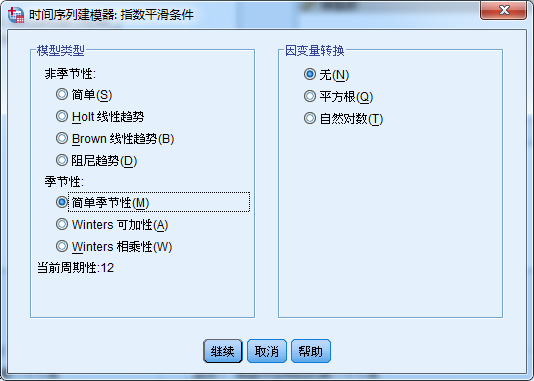 时间序列建模器: 指数平滑条件
模型类型
非季节性:
简单(S)
Holt 线性趋势
Brown 线性趋势(B)
阻尼趋势(D)
季节性:
简单季节性(M)
Winters 可加性(A)
Winters 相乘性(W)
当前周期性:12
因变量转换
无(N)
平方根(Q)
自然对数(T)
继续
取消
帮助